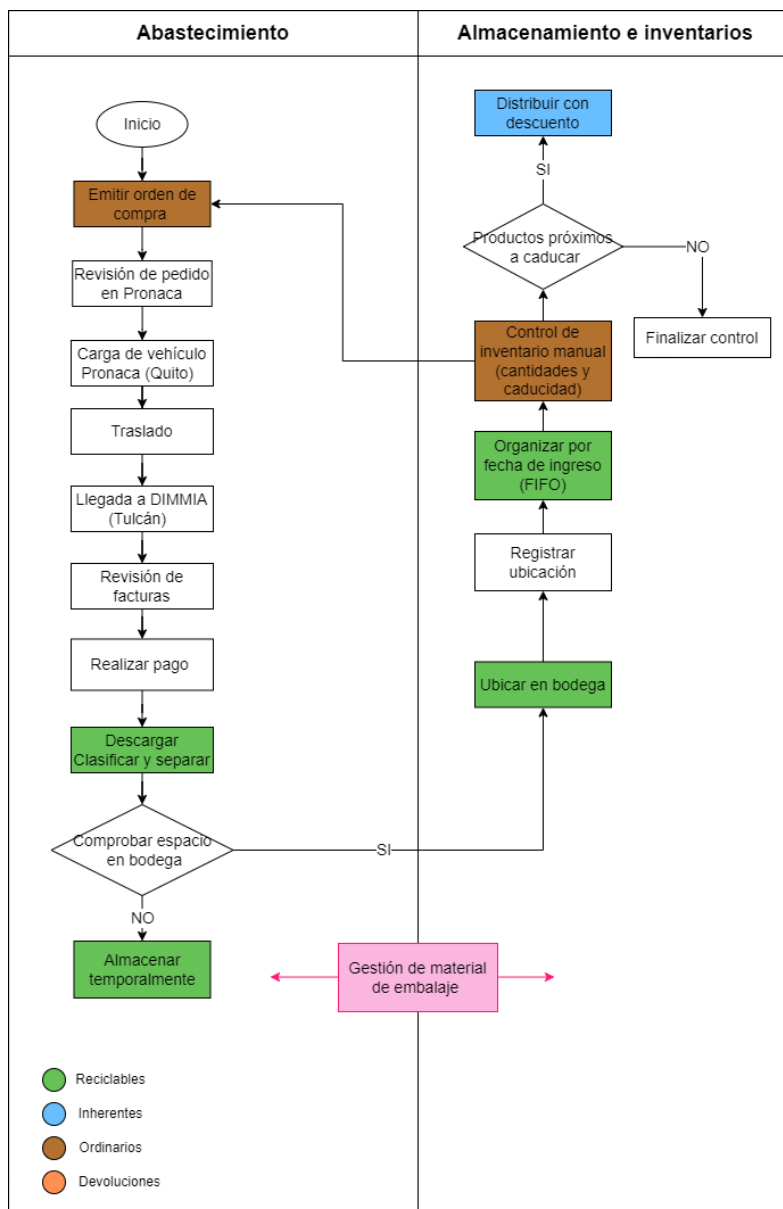 Abastecimiento
Almacenamiento e inventarios
Inicio
Emitir orden de
compra
Revisión de pedido
en Pronaca
Carga de vehículo
Pronaca (Quito)
Traslado
Llegada a DIMMIA
(Tulcán)
Revisión de
facturas
Realizar pago
Descargar
Clasificar y separar
Comprobar espacio
en bodega
SI
NO
Almacenar
temporalmente
Distribuir con
descuento
SI
Productos próximos
a caducar
NO
Finalizar control
Control de
inventario manual
(cantidades y
caducidad)
Organizar por
fecha de ingreso
(FIFO)
Registrar
ubicación
Ubicar en bodega
Gestión de material
de embalaje
Reciclables
Inherentes
Ordinarios
Devoluciones